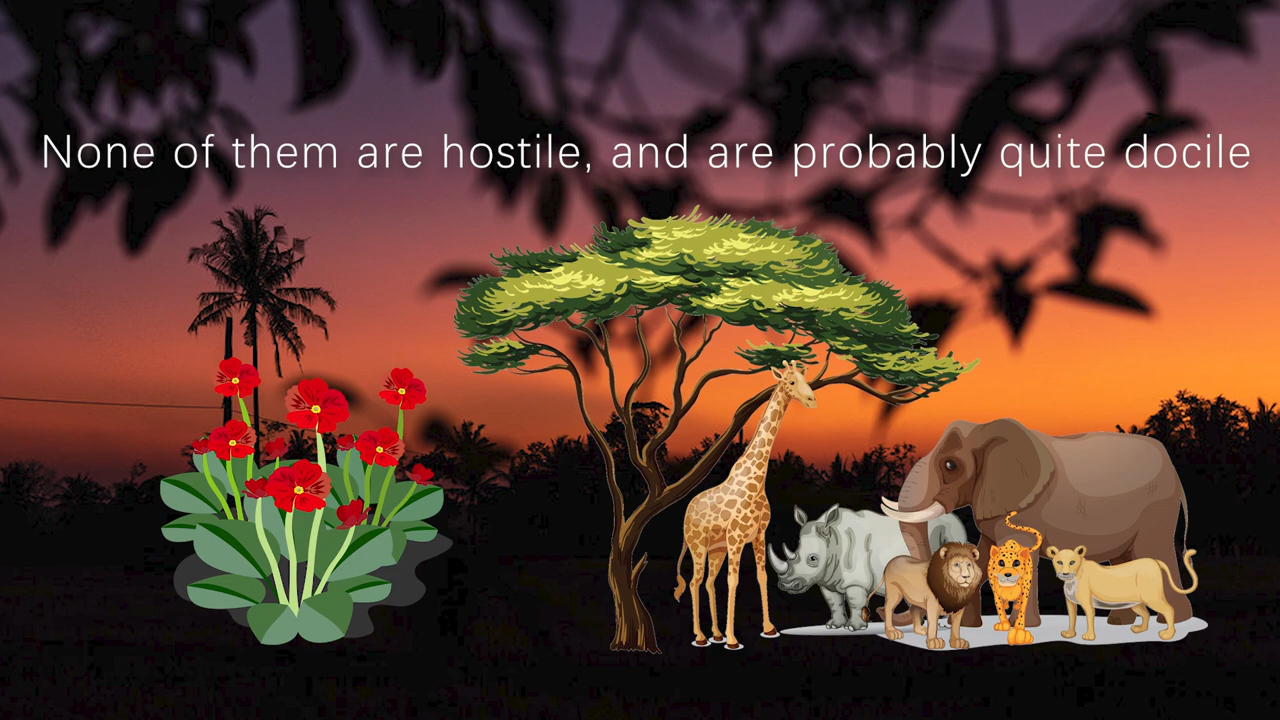 None of them are hostile, and are probably quite docile